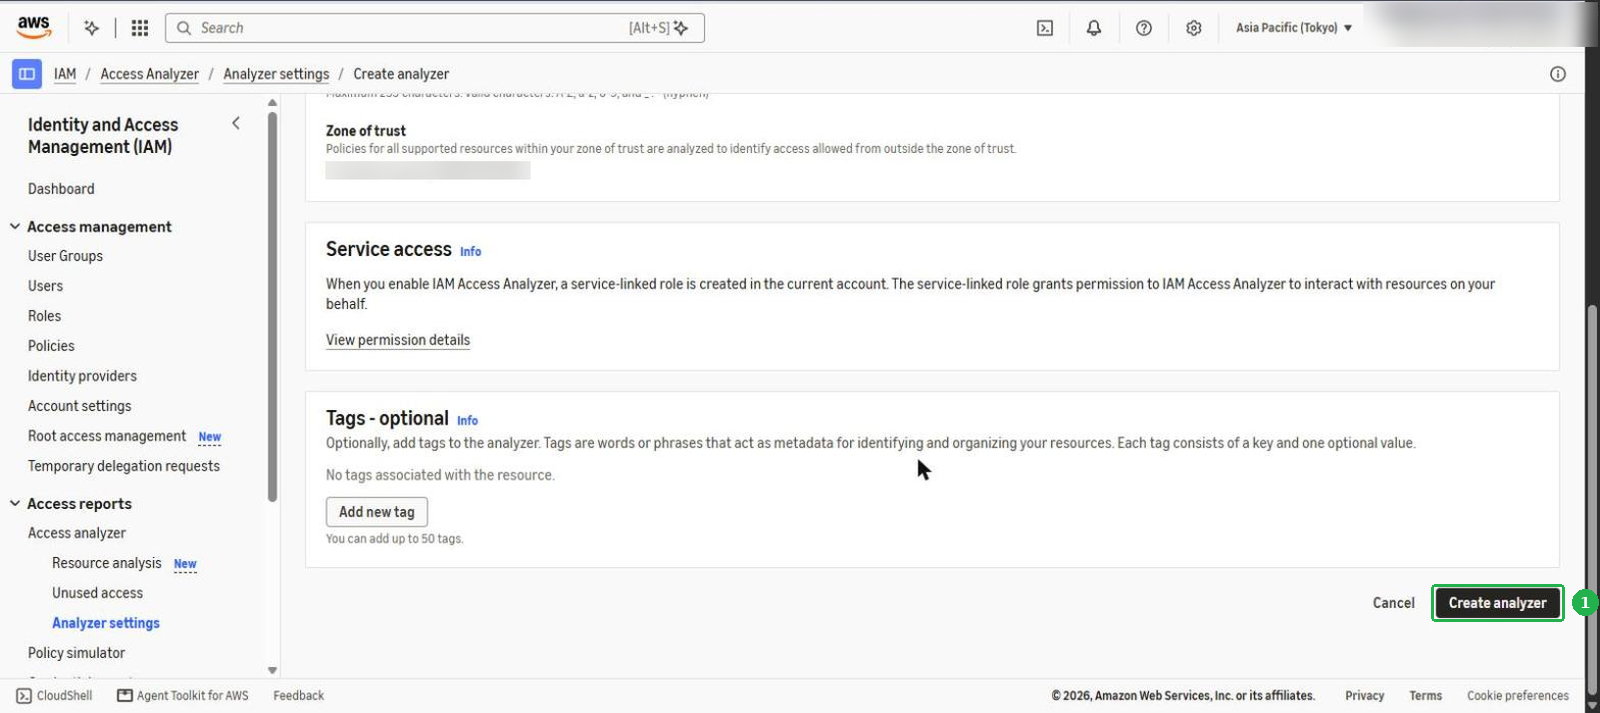 aws
Search
[Alt+S]
Asia Pacific (Tokyo)
IAM / Access Analyzer / Analyzer settings / Create analyzer
Identity and Access
Management (IAM)
Dashboard
Access management
User Groups
Users
Roles
Policies
Identity providers
Account settings
Root access management New
Temporary delegation requests
Access reports
Access analyzer
Resource analysis New
Unused access
Analyzer settings
Policy simulator
Zone of trust
Policies for all supported resources within your zone of trust are analyzed to identify access allowed from outside the zone of trust.
Service access Info
When you enable IAM Access Analyzer, a service-linked role is created in the current account. The service-linked role grants permission to IAM Access Analyzer to interact with resources on your
behalf.
View permission details
Tags - optional Info
Optionally, add tags to the analyzer. Tags are words or phrases that act as metadata for identifying and organizing your resources. Each tag consists of a key and one optional value.
No tags associated with the resource.
Add new tag
You can add up to 50 tags.
Cancel
Create analyzer
1
CloudShell
Agent Toolkit for AWS
Feedback
© 2026, Amazon Web Services, Inc. or its affiliates.
Privacy
Terms
Cookie preferences